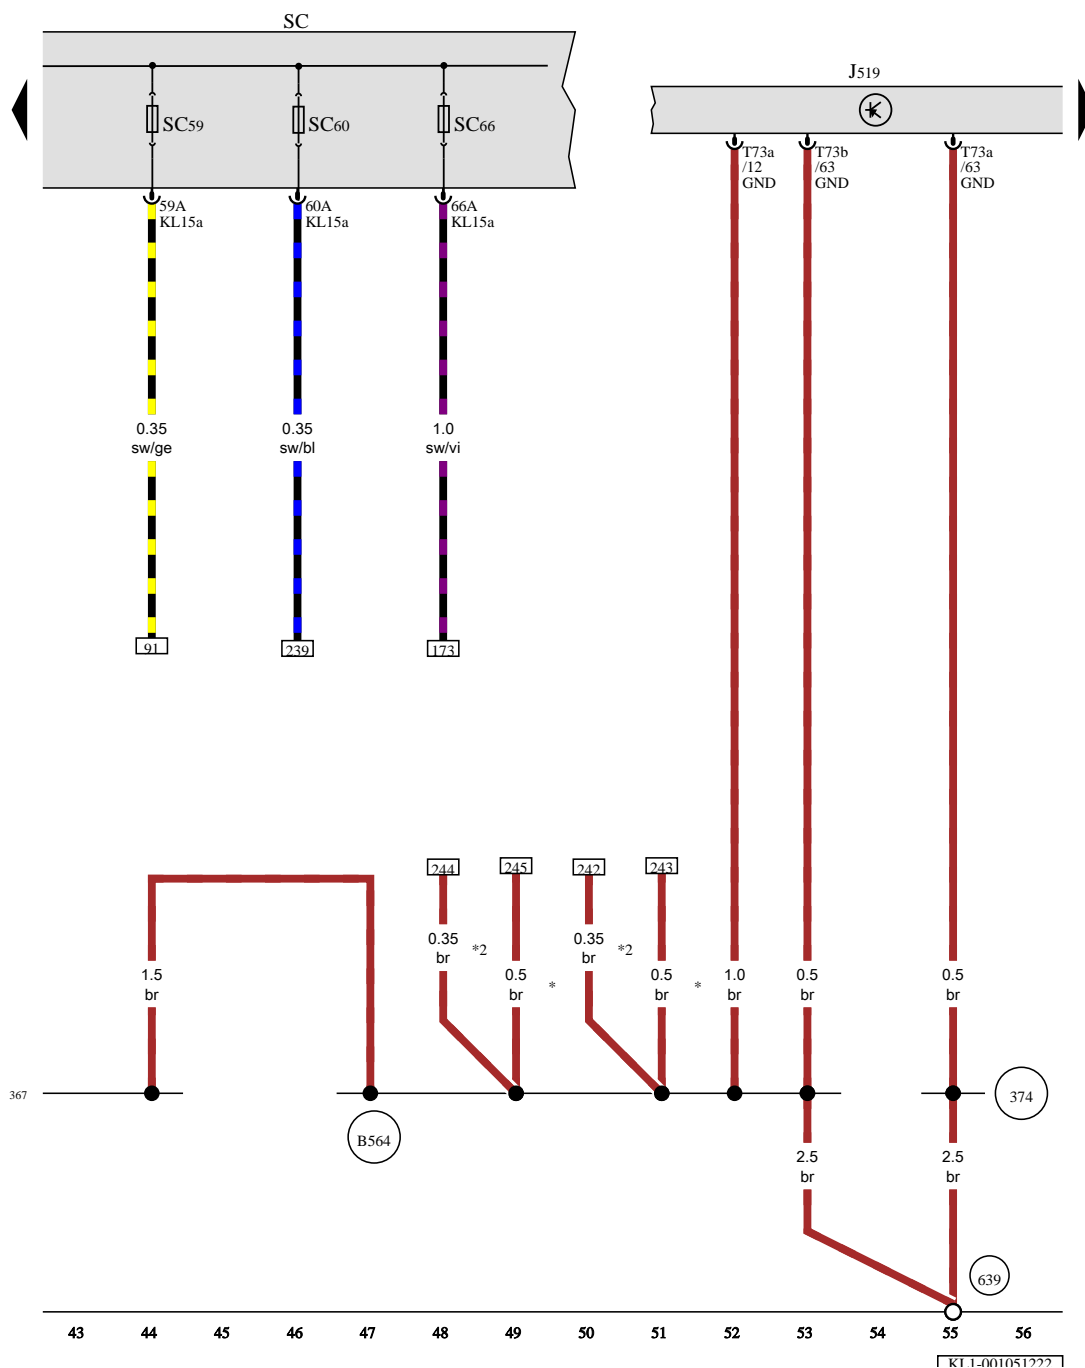 SC
J519
SC59
SC60
SC66
59A
KL15a
60A
KL15a
66A
KL15a
T73a
/12
GND
T73b
/63
GND
T73a
/63
GND
0.35
sw/ge
0.35
sw/bl
1.0
sw/vi
91
239
173
244
245
242
243
0.35
br
*2
0.5
br
*
0.35
br
*2
0.5
br
*
1.5
br
1.0
br
0.5
br
0.5
br
367
374
B564
2.5
br
2.5
br
639
43 44 45 46 47 48 49 50 51 52 53 54 55 56
KL1-001051222